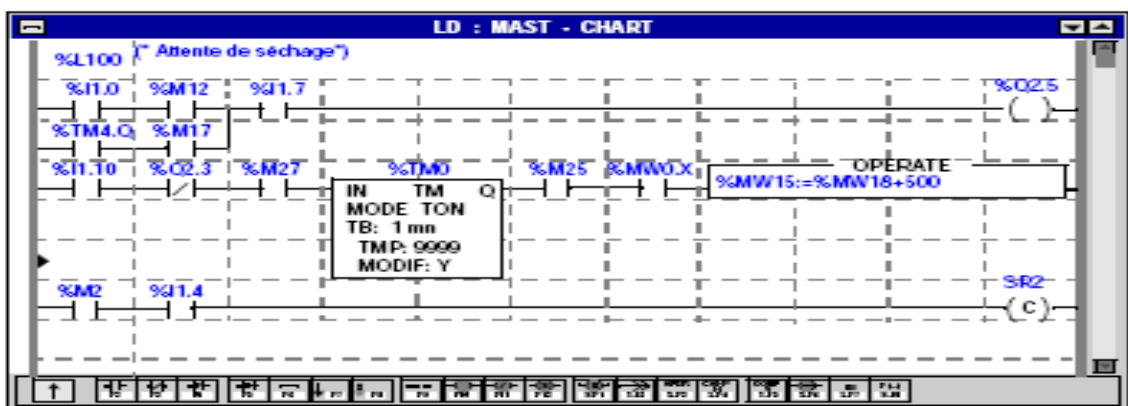 LD : MAST - CHART
%L100 (* Attente de séchage*)
%I1.0 %M12 %I1.7 %Q2.5
%TM4.Q %M17
%I1.10 %Q2.3 %M27 %TM0 %M25 %MW0.X OPERATE
IN TM Q %MW15:=%MW18+500
MODE TON
TB: 1 mn
TMP: 9999
MODIF: Y
%M2 %I1.4 SR2
C